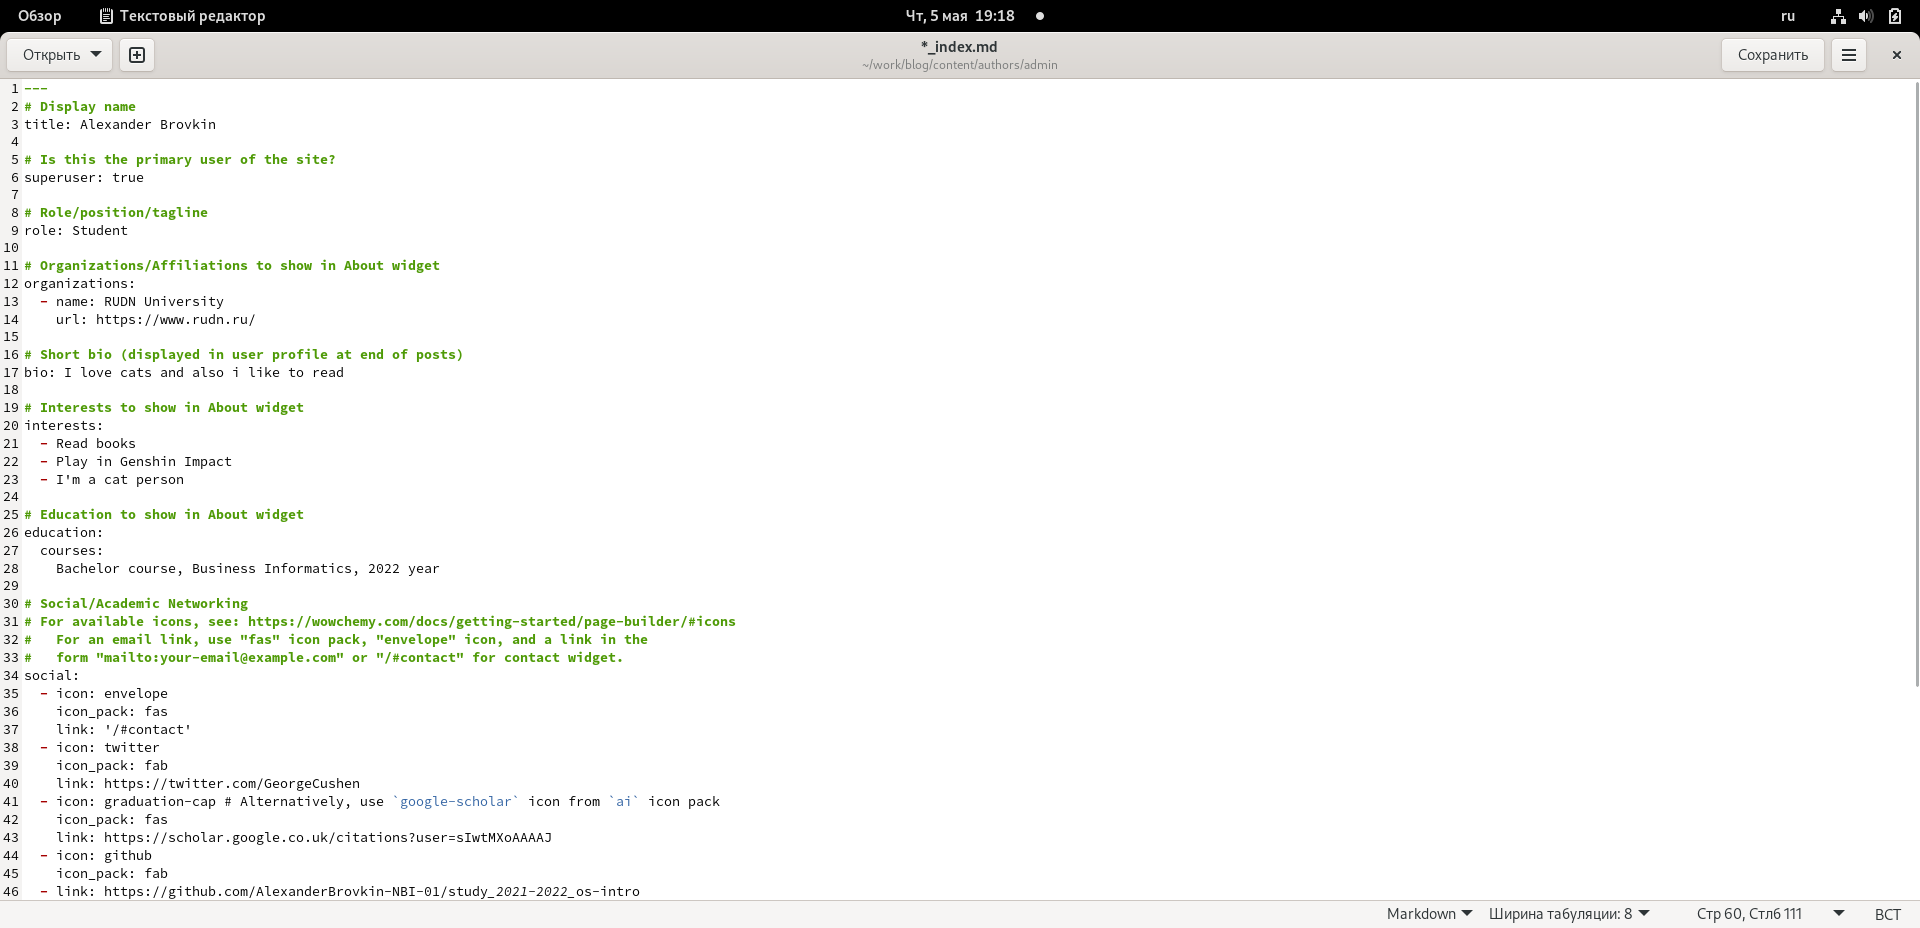 Обзор Текстовый редактор Чт, 5 мая 19:18 ru
Открыть *_index.md Сохранить
~/work/blog/content/authors/admin
1 ---
2 # Display name
3 title: Alexander Brovkin
4
5 # Is this the primary user of the site?
6 superuser: true
7
8 # Role/position/tagline
9 role: Student
10
11 # Organizations/Affiliations to show in About widget
12 organizations:
13   - name: RUDN University
14     url: https://www.rudn.ru/
15
16 # Short bio (displayed in user profile at end of posts)
17 bio: I love cats and also i like to read
18
19 # Interests to show in About widget
20 interests:
21   - Read books
22   - Play in Genshin Impact
23   - I'm a cat person
24
25 # Education to show in About widget
26 education:
27   courses:
28     Bachelor course, Business Informatics, 2022 year
29
30 # Social/Academic Networking
31 # For available icons, see: https://wowchemy.com/docs/getting-started/page-builder/#icons
32 #   For an email link, use "fas" icon pack, "envelope" icon, and a link in the
33 #   form "mailto:your-email@example.com" or "/#contact" for contact widget.
34 social:
35   - icon: envelope
36     icon_pack: fas
37     link: '/#contact'
38   - icon: twitter
39     icon_pack: fab
40     link: https://twitter.com/GeorgeCushen
41   - icon: graduation-cap # Alternatively, use `google-scholar` icon from `ai` icon pack
42     icon_pack: fas
43     link: https://scholar.google.co.uk/citations?user=sIwtMXoAAAAJ
44   - icon: github
45     icon_pack: fab
46   - link: https://github.com/AlexanderBrovkin-NBI-01/study_2021-2022_os-intro
Markdown Ширина табуляции: 8 Стр 60, Стлб 111 ВСТ